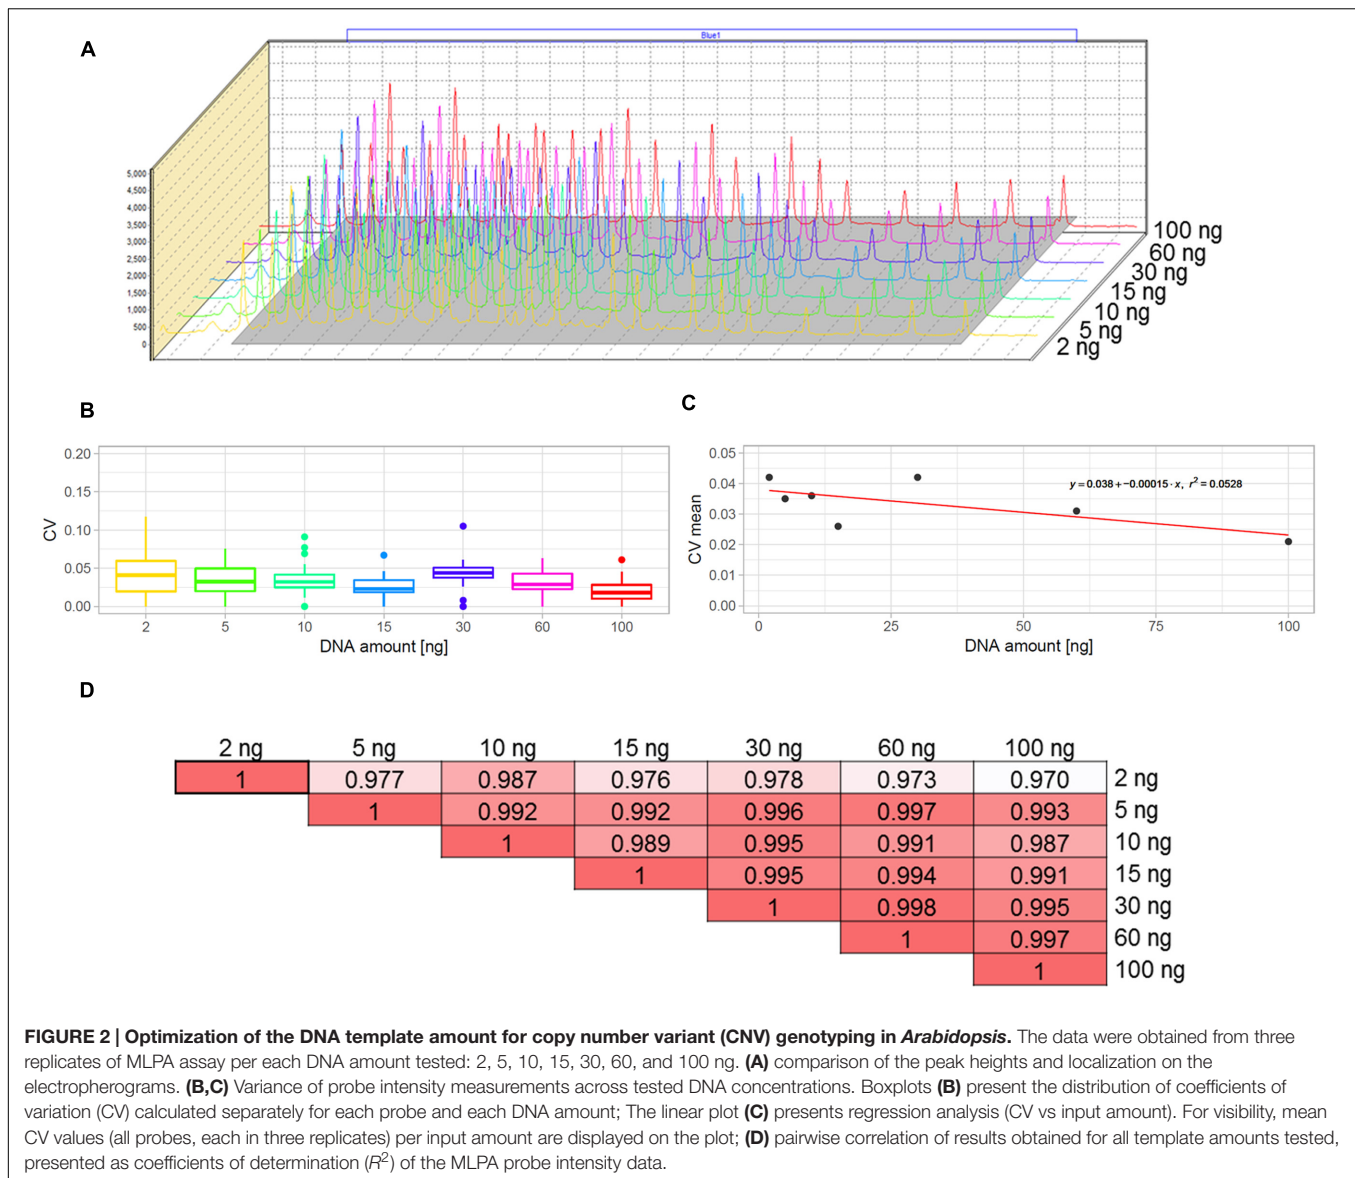 A
Blue1
5,000
4,500
4,000
3,500
3,000
2,500
2,000
1,500
1,000
500
0
100 ng
60 ng
30 ng
15 ng
10 ng
5 ng
2 ng
B
CV
0.20
0.15
0.10
0.05
0.00
2 5 10 15 30 60 100
DNA amount [ng]
C
CV mean
0.05
0.04
0.03
0.02
0.01
0.00
y = 0.038 + −0.00015 · x, r² = 0.0528
0 25 50 75 100
DNA amount [ng]
D
2 ng 5 ng 10 ng 15 ng 30 ng 60 ng 100 ng
1 0.977 0.987 0.976 0.978 0.973 0.970 2 ng
1 0.992 0.992 0.996 0.997 0.993 5 ng
1 0.989 0.995 0.991 0.987 10 ng
1 0.995 0.994 0.991 15 ng
1 0.998 0.995 30 ng
1 0.997 60 ng
1 100 ng
FIGURE 2 | Optimization of the DNA template amount for copy number variant (CNV) genotyping in Arabidopsis. The data were obtained from three
replicates of MLPA assay per each DNA amount tested: 2, 5, 10, 15, 30, 60, and 100 ng. (A) comparison of the peak heights and localization on the
electropherograms. (B,C) Variance of probe intensity measurements across tested DNA concentrations. Boxplots (B) present the distribution of coefficients of
variation (CV) calculated separately for each probe and each DNA amount; The linear plot (C) presents regression analysis (CV vs input amount). For visibility, mean
CV values (all probes, each in three replicates) per input amount are displayed on the plot; (D) pairwise correlation of results obtained for all template amounts tested,
presented as coefficients of determination (R²) of the MLPA probe intensity data.